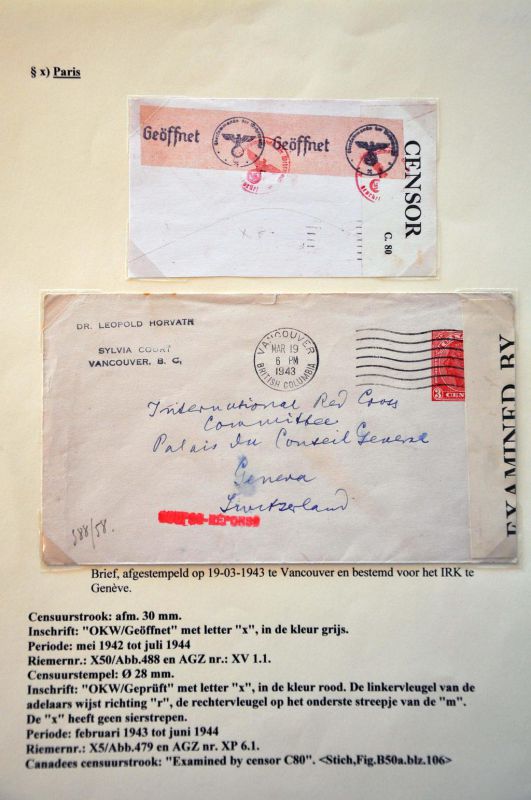 § x) Paris
Geöffnet Geöffnet
CENSOR
C. 80
DR. LEOPOLD HORVATH
SYLVIA COURT
VANCOUVER, B. C.
VANCOUVER
MAR 19
6 PM
1943
BRITISH COLUMBIA
3 CEN
EXAMINED BY
International Red Cross
Committee
Palais du Conseil General
Geneva
Switzerland
COUPON-RÉPONSE
388/58.
Brief, afgestempeld op 19-03-1943 te Vancouver en bestemd voor het IRK te
Genève.
Censuurstrook: afm. 30 mm.
Inschrift: "OKW/Geöffnet" met letter "x", in de kleur grijs.
Periode: mei 1942 tot juli 1944
Riemernr.: X50/Abb.488 en AGZ nr.: XV 1.1.
Censuurstempel: Ø 28 mm.
Inschrift: "OKW/Geprüft" met letter "x", in de kleur rood. De linkervleugel van de
adelaars wijst richting "r", de rechtervleugel op het onderste streepje van de "m".
De "x" heeft geen sierstrepen.
Periode: februari 1943 tot juni 1944
Riemernr.: X5/Abb.479 en AGZ nr. XP 6.1.
Canadees censuurstrook: "Examined by censor C80". <Stich,Fig.B50a.blz.106>